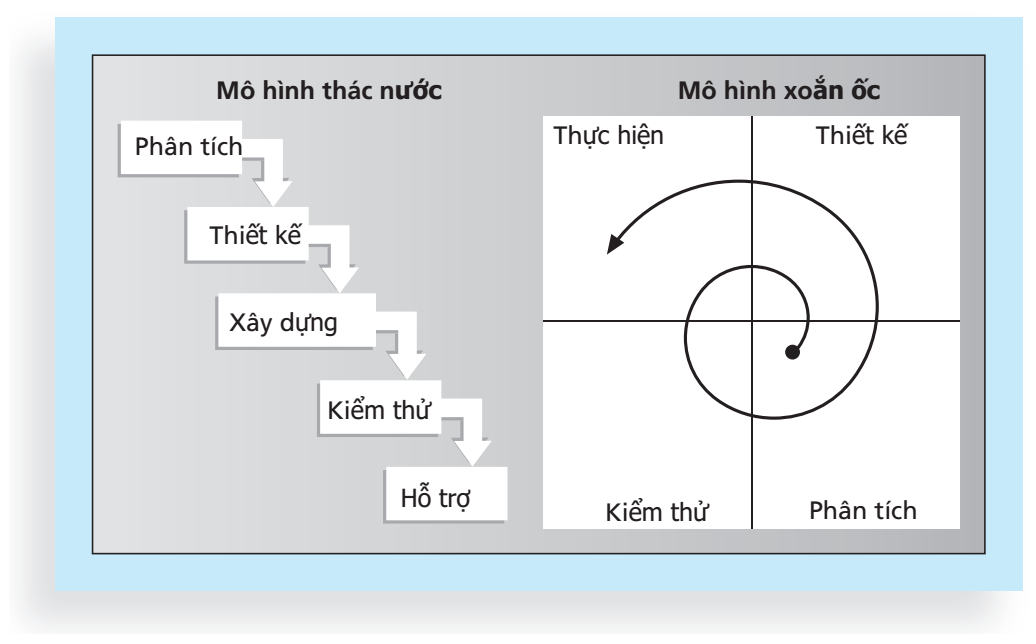 Mô hình thác nước
Phân tích
Thiết kế
Xây dựng
Kiểm thử
Hỗ trợ
Mô hình xoắn ốc
Thực hiện
Thiết kế
Kiểm thử
Phân tích